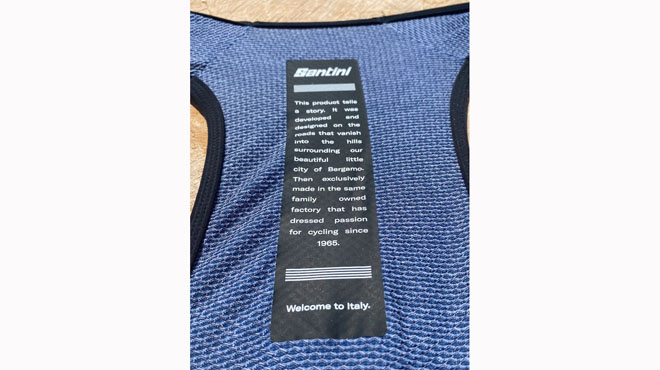 Santini
This product tells
a story. It was
developed and
designed on the
roads that vanish
into the hills
surrounding our
beautiful little
city of Bergamo.
Then exclusively
made in the same
family owned
factory that has
dressed passion
for cycling since
1965.
Welcome to Italy.